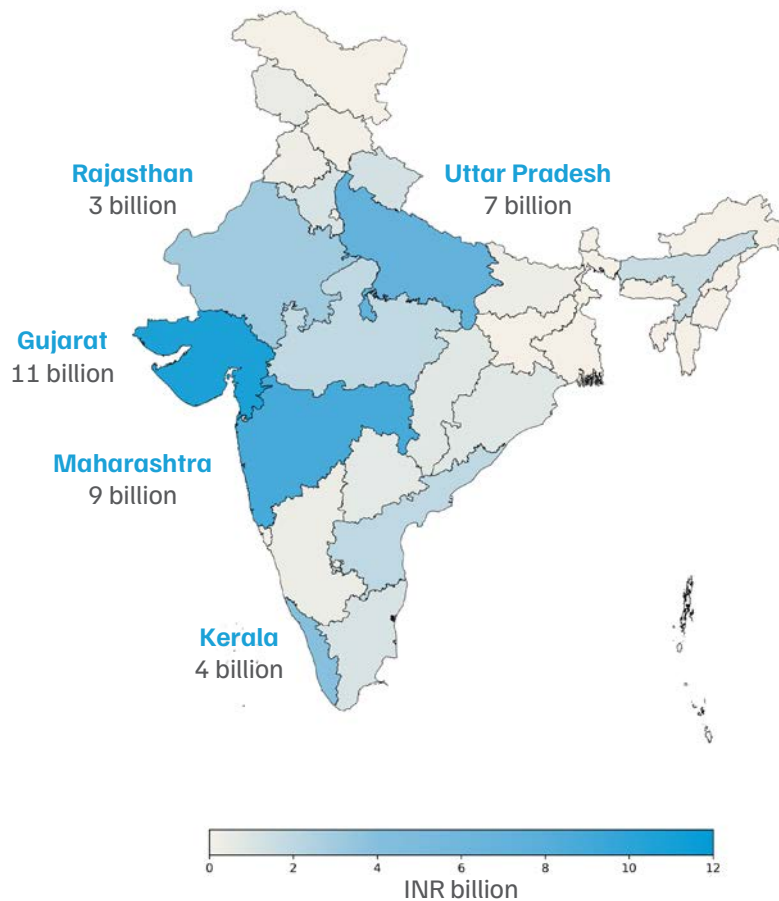 Rajasthan
3 billion
Uttar Pradesh
7 billion
Gujarat
11 billion
Maharashtra
9 billion
Kerala
4 billion
0 2 4 6 8 10 12
INR billion